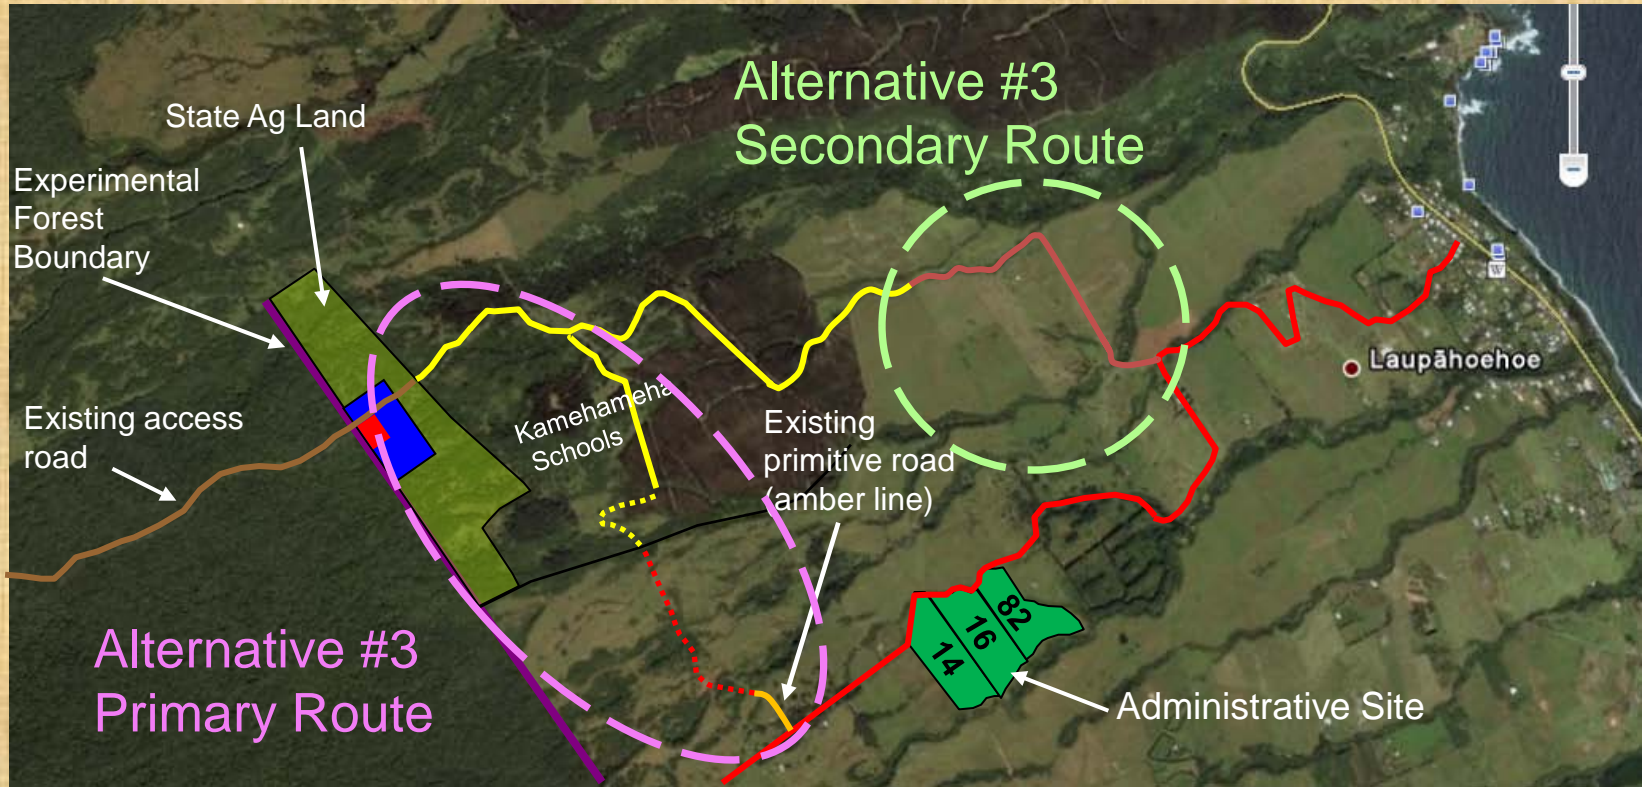 Alternative #3
Secondary Route
State Ag Land
Experimental
Forest
Boundary
W
Laupāhoehoe
Kamehameha
Schools
Existing access
road
Existing
primitive road
(amber line)
82
16
14
Alternative #3
Primary Route
Administrative Site